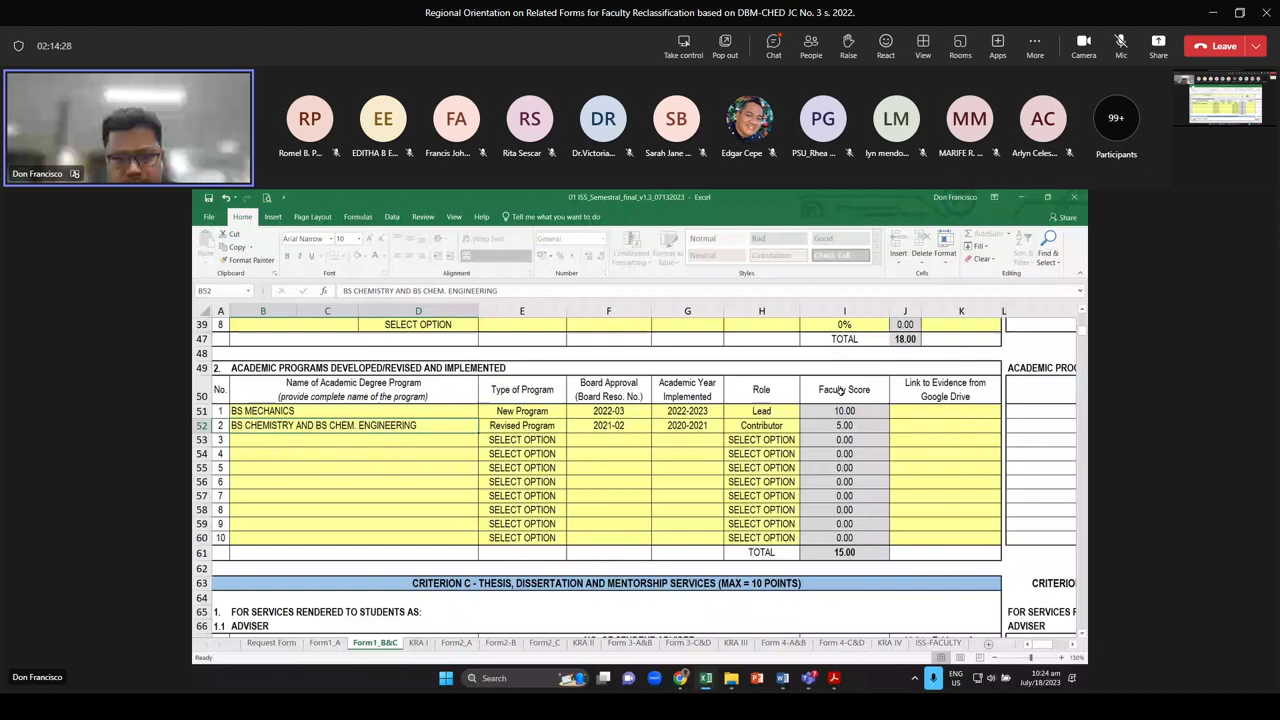 Regional Orientation on Related Forms for Faculty Reclassification based on DBM-CHED JC No. 3 s. 2022.
02:14:28
Take control
Pop out
Chat
People
Raise
React
View
Rooms
Apps
More
Camera
Mic
Share
Leave
Don Francisco
RP
EE
FA
RS
DR
SB
PG
LM
MM
AC
99+
Romel B. P...
EDITHA B E...
Francis Joh...
Rita Sescar
Dr.Victoria...
Sarah Jane ...
Edgar Cepe
PSU_Rhea ...
lyn mendo...
MARIFE R. ...
Arlyn Celes...
Participants
01 ISS_Semestral_final_v1.3_07132023 - Excel
Don Francisco
File Home Insert Page Layout Formulas Data Review View Help Tell me what you want to do Share
Cut
Copy
Format Painter
Paste
Arial Narrow 10
Wrap Text
General
Conditional Formatting
Format as Table
Normal Bad Good
Neutral Calculation Check Cell
Insert Delete Format
AutoSum
Fill
Clear
Sort & Filter
Find & Select
Clipboard Font Alignment Number Styles Cells Editing
B52 fx BS CHEMISTRY AND BS CHEM. ENGINEERING
A B C D E F G H I J K L
39 8 SELECT OPTION 0% 0.00
47 TOTAL 18.00
48
49 2. ACADEMIC PROGRAMS DEVELOPED/REVISED AND IMPLEMENTED ACADEMIC PROG
50 No. Name of Academic Degree Program (provide complete name of the program) Type of Program Board Approval (Board Reso. No.) Academic Year Implemented Role Faculty Score Link to Evidence from Google Drive
51 1 BS MECHANICS New Program 2022-03 2022-2023 Lead 10.00
52 2 BS CHEMISTRY AND BS CHEM. ENGINEERING Revised Program 2021-02 2020-2021 Contributor 5.00
53 3 SELECT OPTION SELECT OPTION 0.00
54 4 SELECT OPTION SELECT OPTION 0.00
55 5 SELECT OPTION SELECT OPTION 0.00
56 6 SELECT OPTION SELECT OPTION 0.00
57 7 SELECT OPTION SELECT OPTION 0.00
58 8 SELECT OPTION SELECT OPTION 0.00
59 9 SELECT OPTION SELECT OPTION 0.00
60 10 SELECT OPTION SELECT OPTION 0.00
61 TOTAL 15.00
62
63 CRITERION C - THESIS, DISSERTATION AND MENTORSHIP SERVICES (MAX = 10 POINTS) CRITERIO
64
65 1. FOR SERVICES RENDERED TO STUDENTS AS: FOR SERVICES R
66 1.1 ADVISER ADVISER
Request Form Form1_A Form1_B&C KRA I Form2_A Form2-B Form2_C KRA II Form 3-A&B Form 3-C&D KRA III Form 4-A&B Form 4-C&D KRA IV ISS-FACULTY
Ready 130%
Don Francisco
Search
ENG
US
10:24 am
July/18/2023